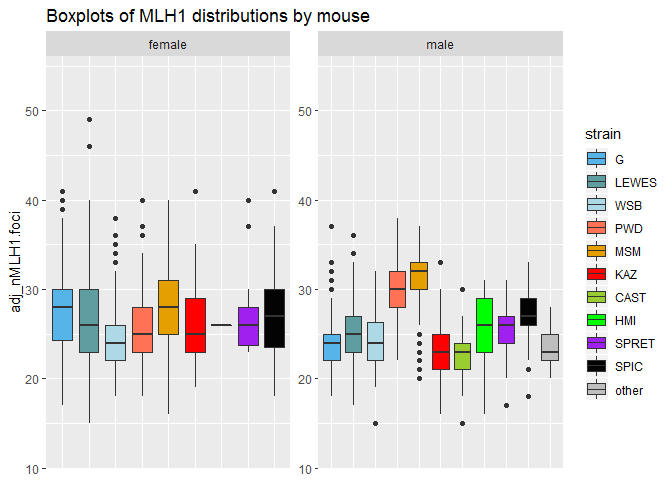 Boxplots of MLH1 distributions by mouse
female
male
adj_nMLH1.foci
50
40
30
20
10
50
40
30
20
10
strain
G
LEWES
WSB
PWD
MSM
KAZ
CAST
HMI
SPRET
SPIC
other